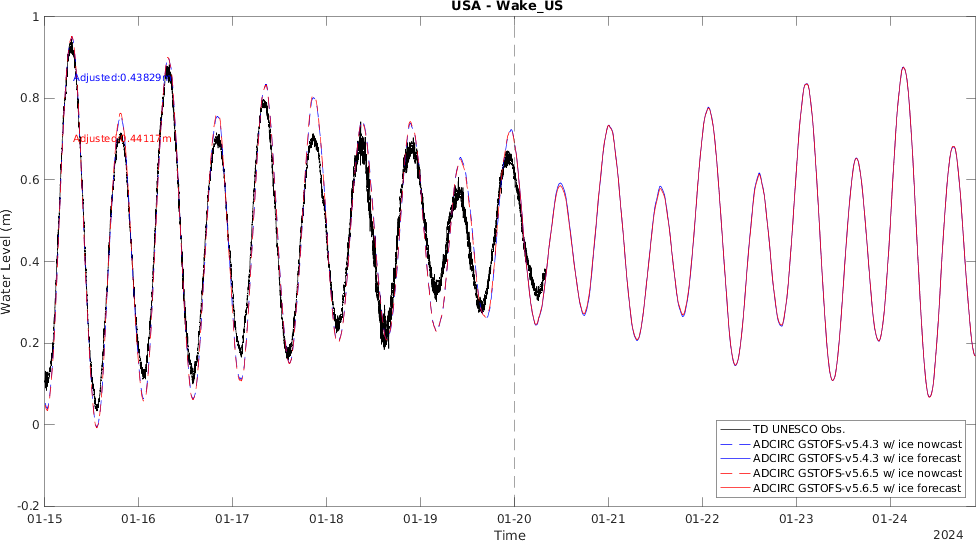 USA - Wake_US
1
0.8
0.6
0.4
0.2
0
-0.2
Water Level (m)
Adjusted:0.43829m
Adjusted:0.44117m
TD UNESCO Obs.
ADCIRC GSTOFS-v5.4.3 w/ ice nowcast
ADCIRC GSTOFS-v5.4.3 w/ ice forecast
ADCIRC GSTOFS-v5.6.5 w/ ice nowcast
ADCIRC GSTOFS-v5.6.5 w/ ice forecast
01-15 01-16 01-17 01-18 01-19 01-20 01-21 01-22 01-23 01-24
Time
2024